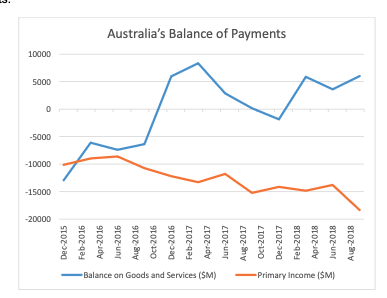 Australia's Balance of Payments
10000
5000
0
-5000
-10000
-15000
-20000
Dec-2015
Feb-2016
Apr-2016
Jun-2016
Aug-2016
Oct-2016
Dec-2016
Feb-2017
Apr-2017
Jun-2017
Aug-2017
Oct-2017
Dec-2017
Feb-2018
Apr-2018
Jun-2018
Aug-2018
Balance on Goods and Services ($M)
Primary Income ($M)